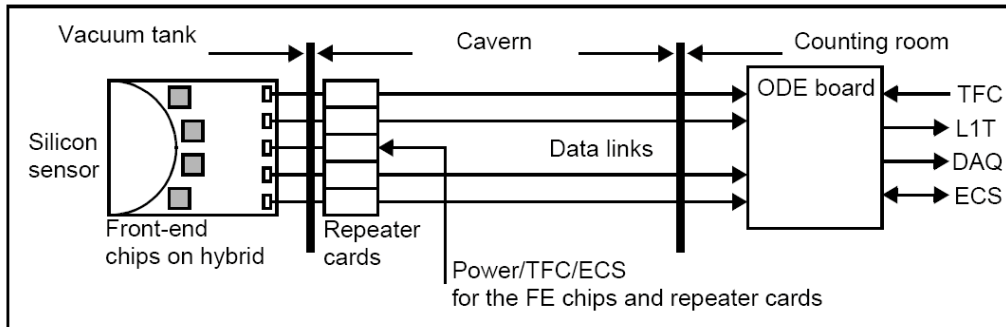 Vacuum tank
Cavern
Counting room
Silicon
sensor
ODE board
TFC
L1T
DAQ
ECS
Data links
Front-end
chips on hybrid
Repeater
cards
Power/TFC/ECS
for the FE chips and repeater cards